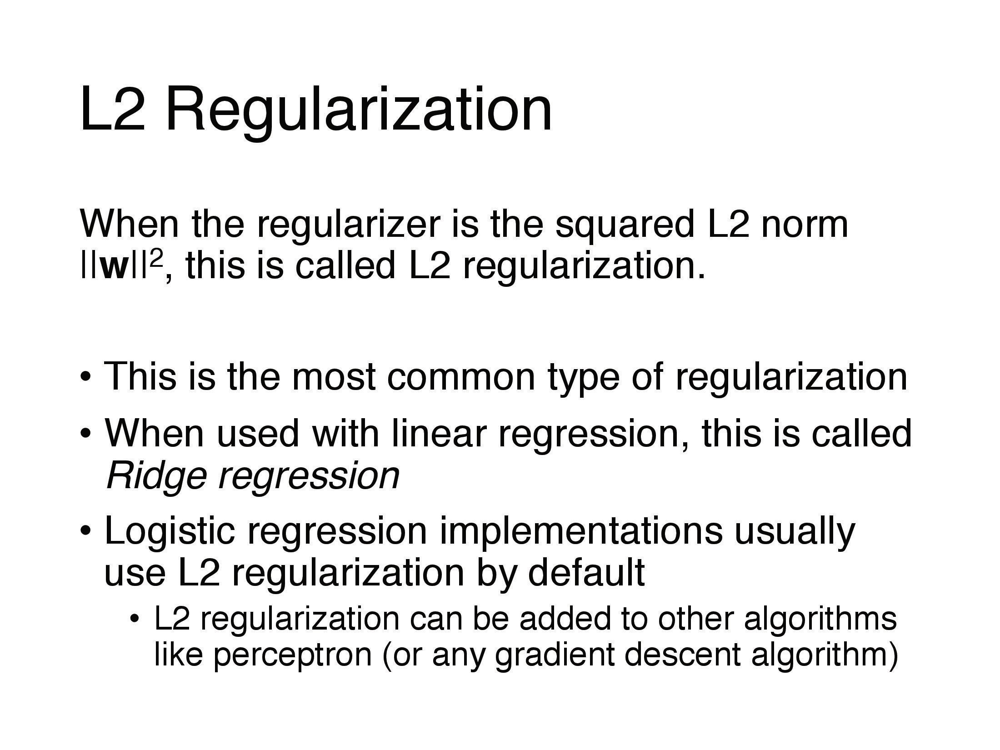 L2 Regularization
When the regularizer is the squared L2 norm
||w||², this is called L2 regularization.
• This is the most common type of regularization
• When used with linear regression, this is called
Ridge regression
• Logistic regression implementations usually
use L2 regularization by default
• L2 regularization can be added to other algorithms
like perceptron (or any gradient descent algorithm)